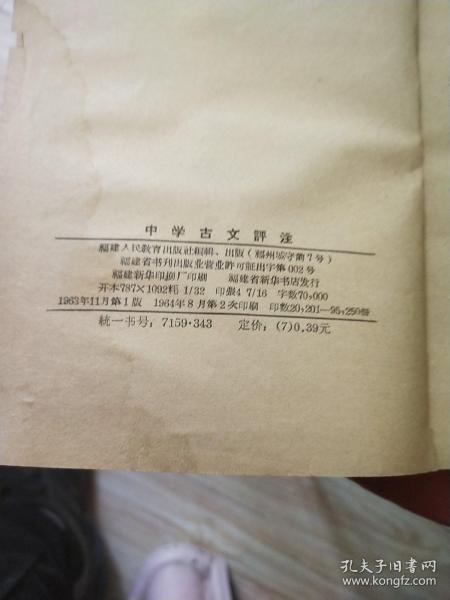 中学古文評注
福建人民教育出版社編輯、出版（福州城守前7号）
福建省书刊出版业营业許可証出字第002号
福建新华印刷厂印刷 福建省新华书店发行
开本787×1092粍 1/32 印張4 7/16 字数70,000
1963年11月第1版 1964年8月第2次印刷 印数20,201—95,250册
統一书号：7159·343 定价：(7)0.39元
孔夫子旧书网
www.kongfz.com